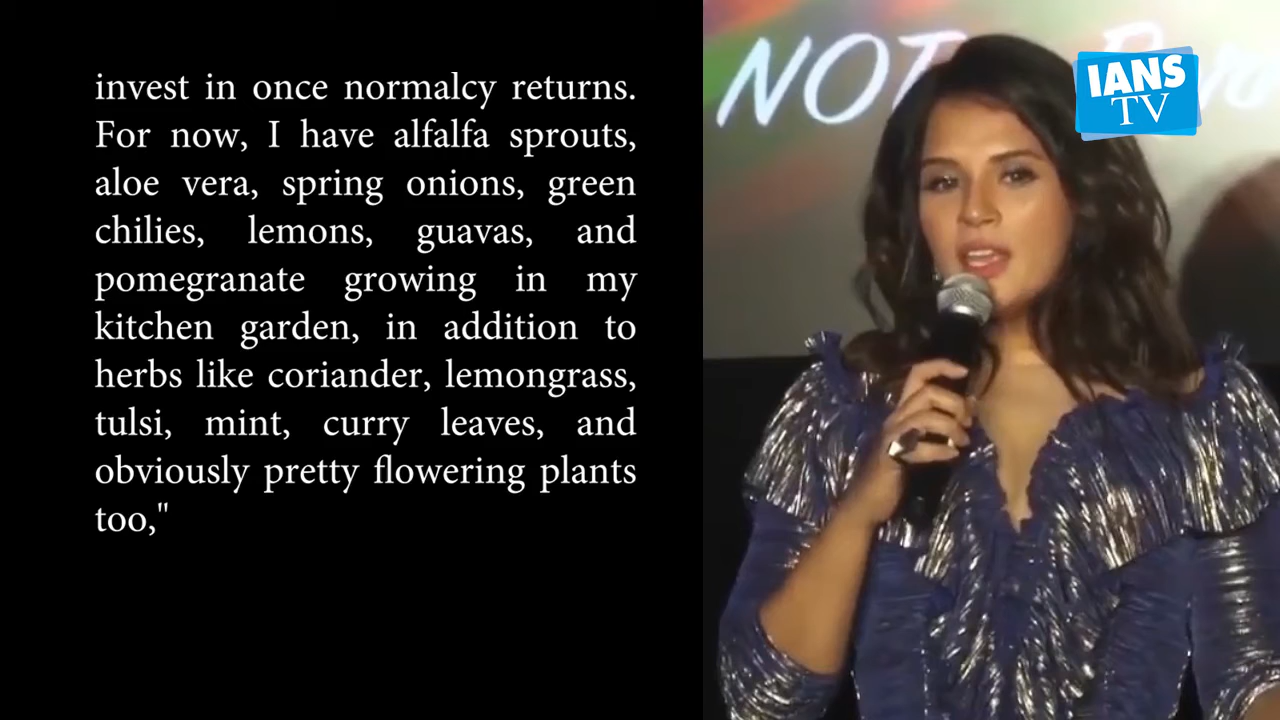 invest in once normalcy returns.
For now, I have alfalfa sprouts,
aloe vera, spring onions, green
chilies, lemons, guavas, and
pomegranate growing in my
kitchen garden, in addition to
herbs like coriander, lemongrass,
tulsi, mint, curry leaves, and
obviously pretty flowering plants
too,"
NOT
IANS
TV